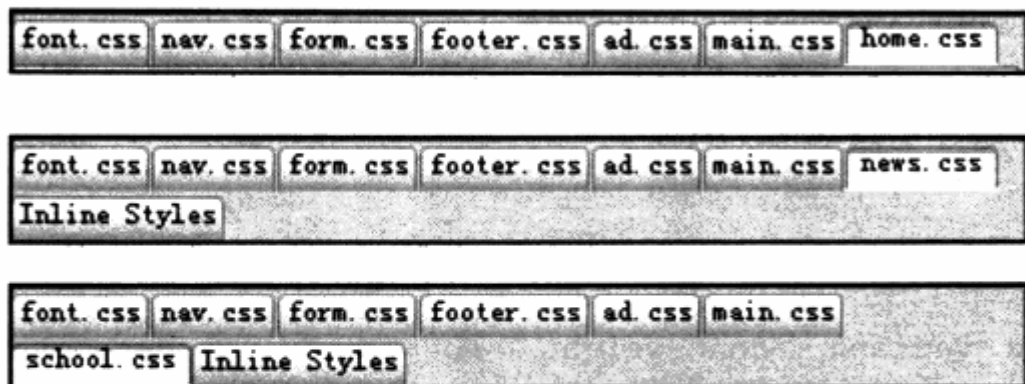 font.css nav.css form.css footer.css ad.css main.css home.css
font.css nav.css form.css footer.css ad.css main.css news.css
Inline Styles
font.css nav.css form.css footer.css ad.css main.css
school.css Inline Styles